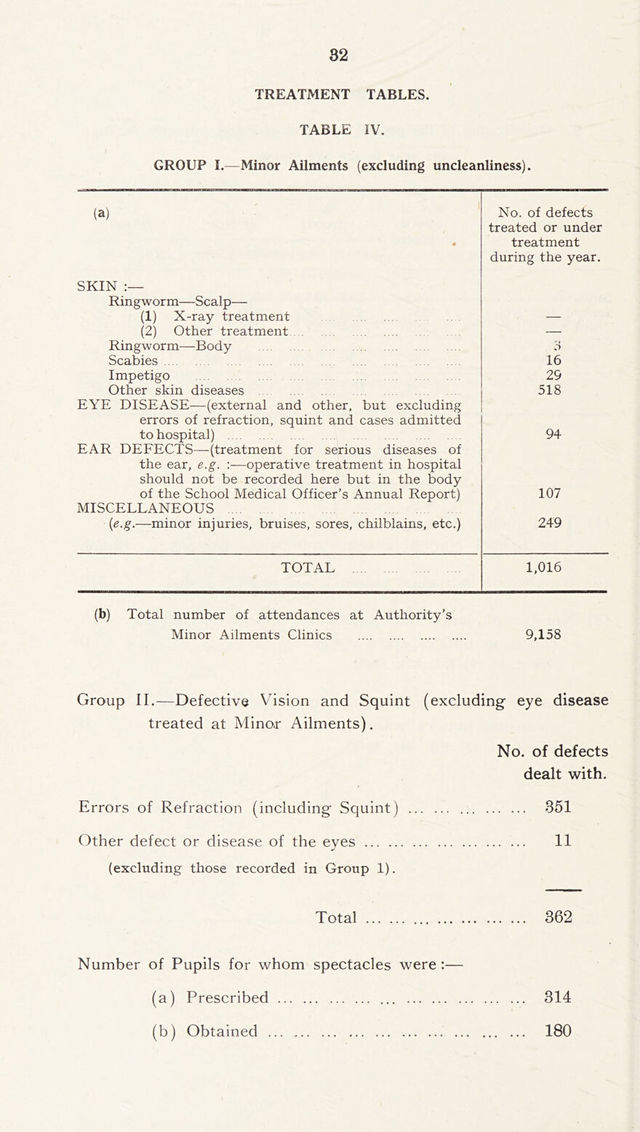 32
TREATMENT TABLES.
TABLE IV.
GROUP I.—Minor Ailments (excluding uncleanliness).
(a)
No. of defects
treated or under
treatment
during the year.
SKIN :—
Ringworm—Scalp—
(1) X-ray treatment .... .... .... .... —
(2) Other treatment .... .... .... .... .... —
Ringworm—Body .... .... .... .... .... .... 3
Scabies .... .... .... .... .... .... .... .... 16
Impetigo .... .... .... .... .... .... .... 29
Other skin diseases .... .... .... .... .... .... 518
EYE DISEASE—(external and other, but excluding
errors of refraction, squint and cases admitted
to hospital) .... .... .... .... .... .... .... 94
EAR DEFECTS—(treatment for serious diseases of
the ear, e.g. :—operative treatment in hospital
should not be recorded here but in the body
of the School Medical Officer's Annual Report) 107
MISCELLANEOUS .... .... .... .... .... .... ....
(e.g.—minor injuries, bruises, sores, chilblains, etc.) 249
TOTAL .... .... .... .... 1,016
(b) Total number of attendances at Authority's
Minor Ailments Clinics .... .... .... .... 9,158
Group II.—Defective Vision and Squint (excluding eye disease
treated at Minor Ailments).
No. of defects
dealt with.
Errors of Refraction (including Squint) ... ... ... ... ... 351
Other defect or disease of the eyes ... ... ... ... ... ... ... 11
(excluding those recorded in Group 1).
Total ... ... ... ... ... ... ... 362
Number of Pupils for whom spectacles were :—
(a) Prescribed ... ... ... ... ... ... ... ... ... ... 314
(b) Obtained ... ... ... ... ... ... ... ... ... ... 180